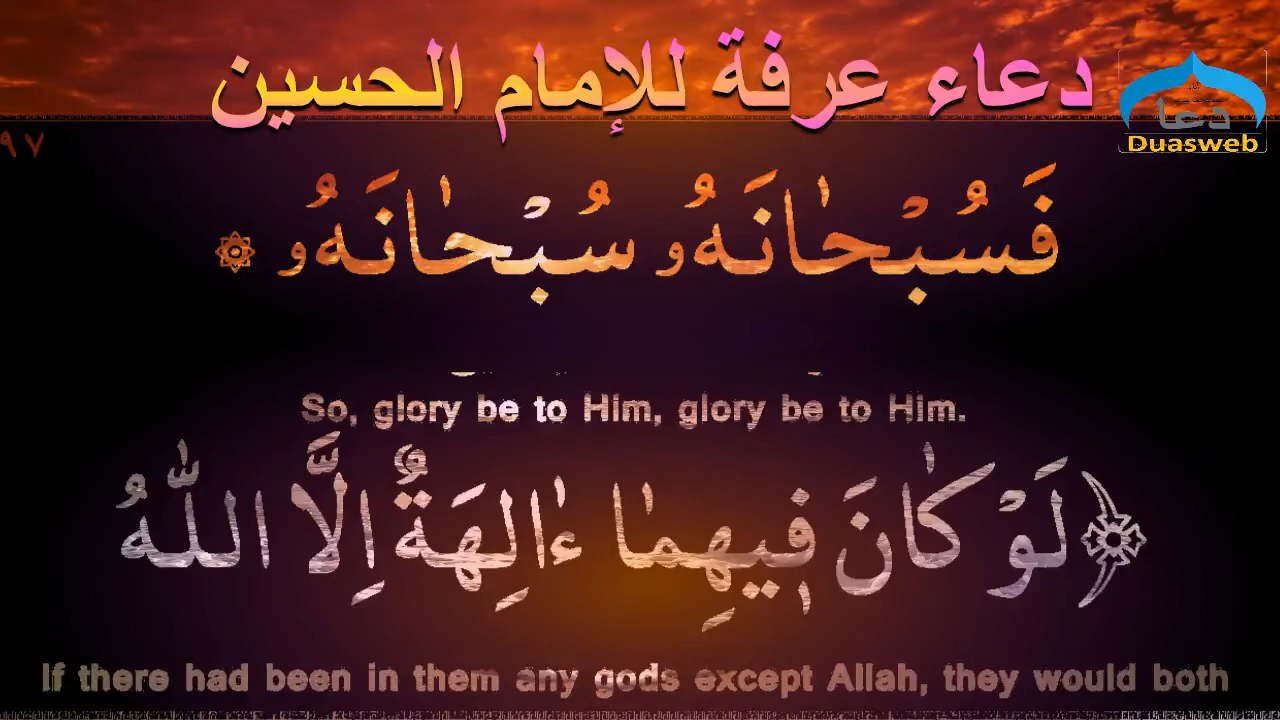 دعاء عرفة للإمام الحسين
دعا
Duasweb
٩٧
فَسُبْحٰانَهُ و سُبْحٰانَهُ و ۞
So, glory be to Him, glory be to Him.
﴿لَوْ كٰانَ فِيهِمٰا ءٰالِهَةٌ اِلَّا اللّٰهُ
If there had been in them any gods except Allah, they would both